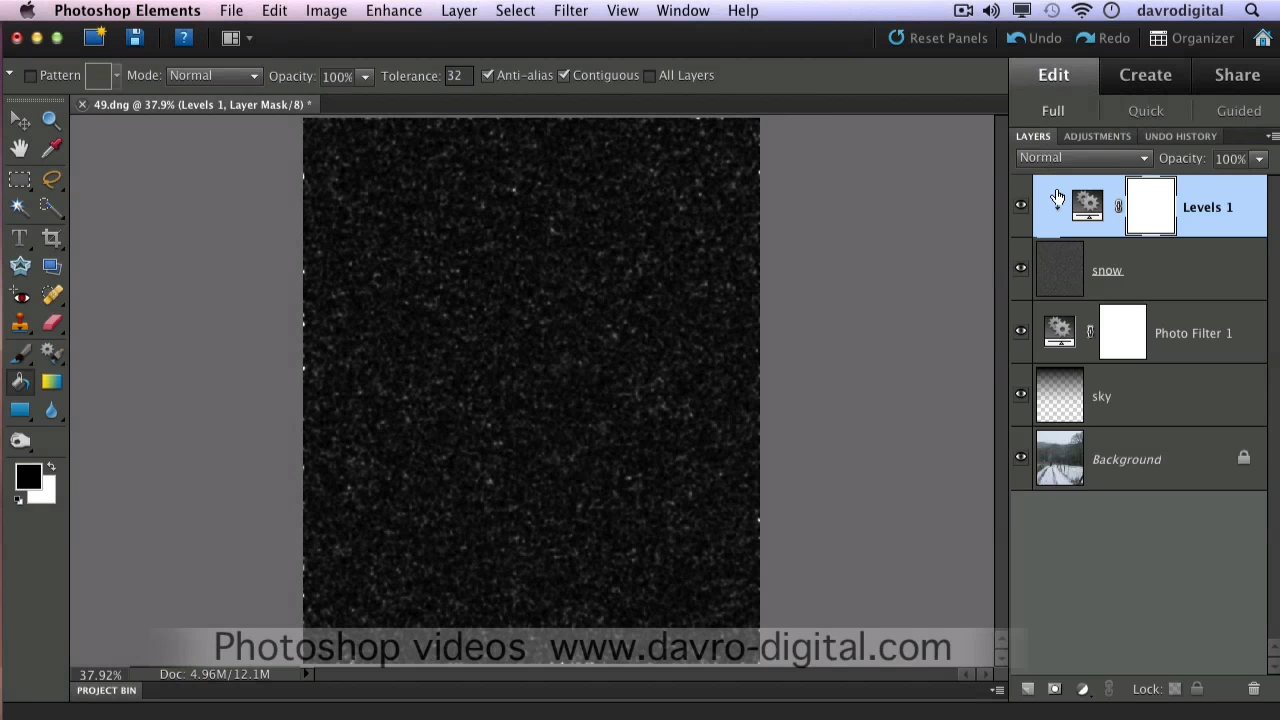 Photoshop Elements File Edit Image Enhance Layer Select Filter View Window Help davrodigital
Reset Panels Undo Redo Organizer
Pattern Mode: Normal Opacity: 100% Tolerance: 32 Anti-alias Contiguous All Layers
Edit Create Share
49.dng @ 37.9% (Levels 1, Layer Mask/8) *
Full Quick Guided
LAYERS ADJUSTMENTS UNDO HISTORY
Normal Opacity: 100%
Levels 1
snow
Photo Filter 1
sky
Background
Photoshop videos www.davro-digital.com
37.92% Doc: 4.96M/12.1M
PROJECT BIN
Lock: